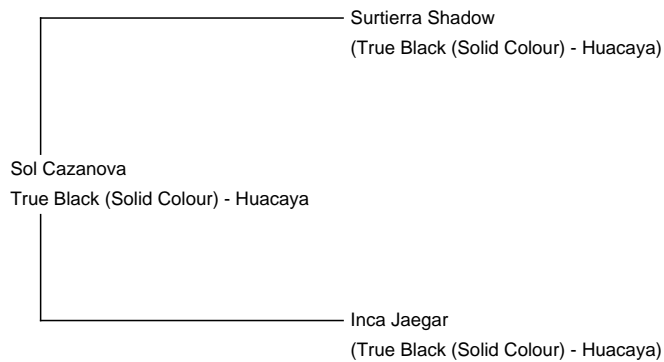 Surtierra Shadow
(True Black (Solid Colour) - Huacaya)
Sol Cazanova
True Black (Solid Colour) - Huacaya
Inca Jaegar
(True Black (Solid Colour) - Huacaya)